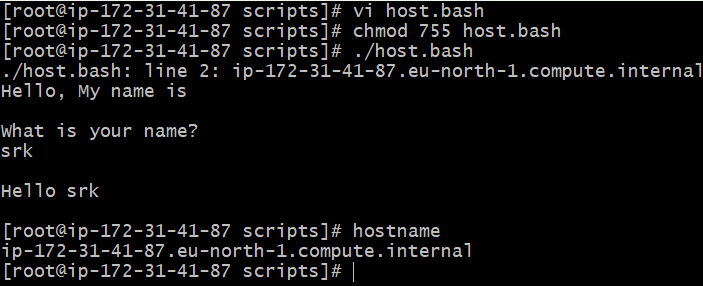 [root@ip-172-31-41-87 scripts]# vi host.bash
[root@ip-172-31-41-87 scripts]# chmod 755 host.bash
[root@ip-172-31-41-87 scripts]# ./host.bash
./host.bash: line 2: ip-172-31-41-87.eu-north-1.compute.internal
Hello, My name is
What is your name?
srk
Hello srk
[root@ip-172-31-41-87 scripts]# hostname
ip-172-31-41-87.eu-north-1.compute.internal
[root@ip-172-31-41-87 scripts]#